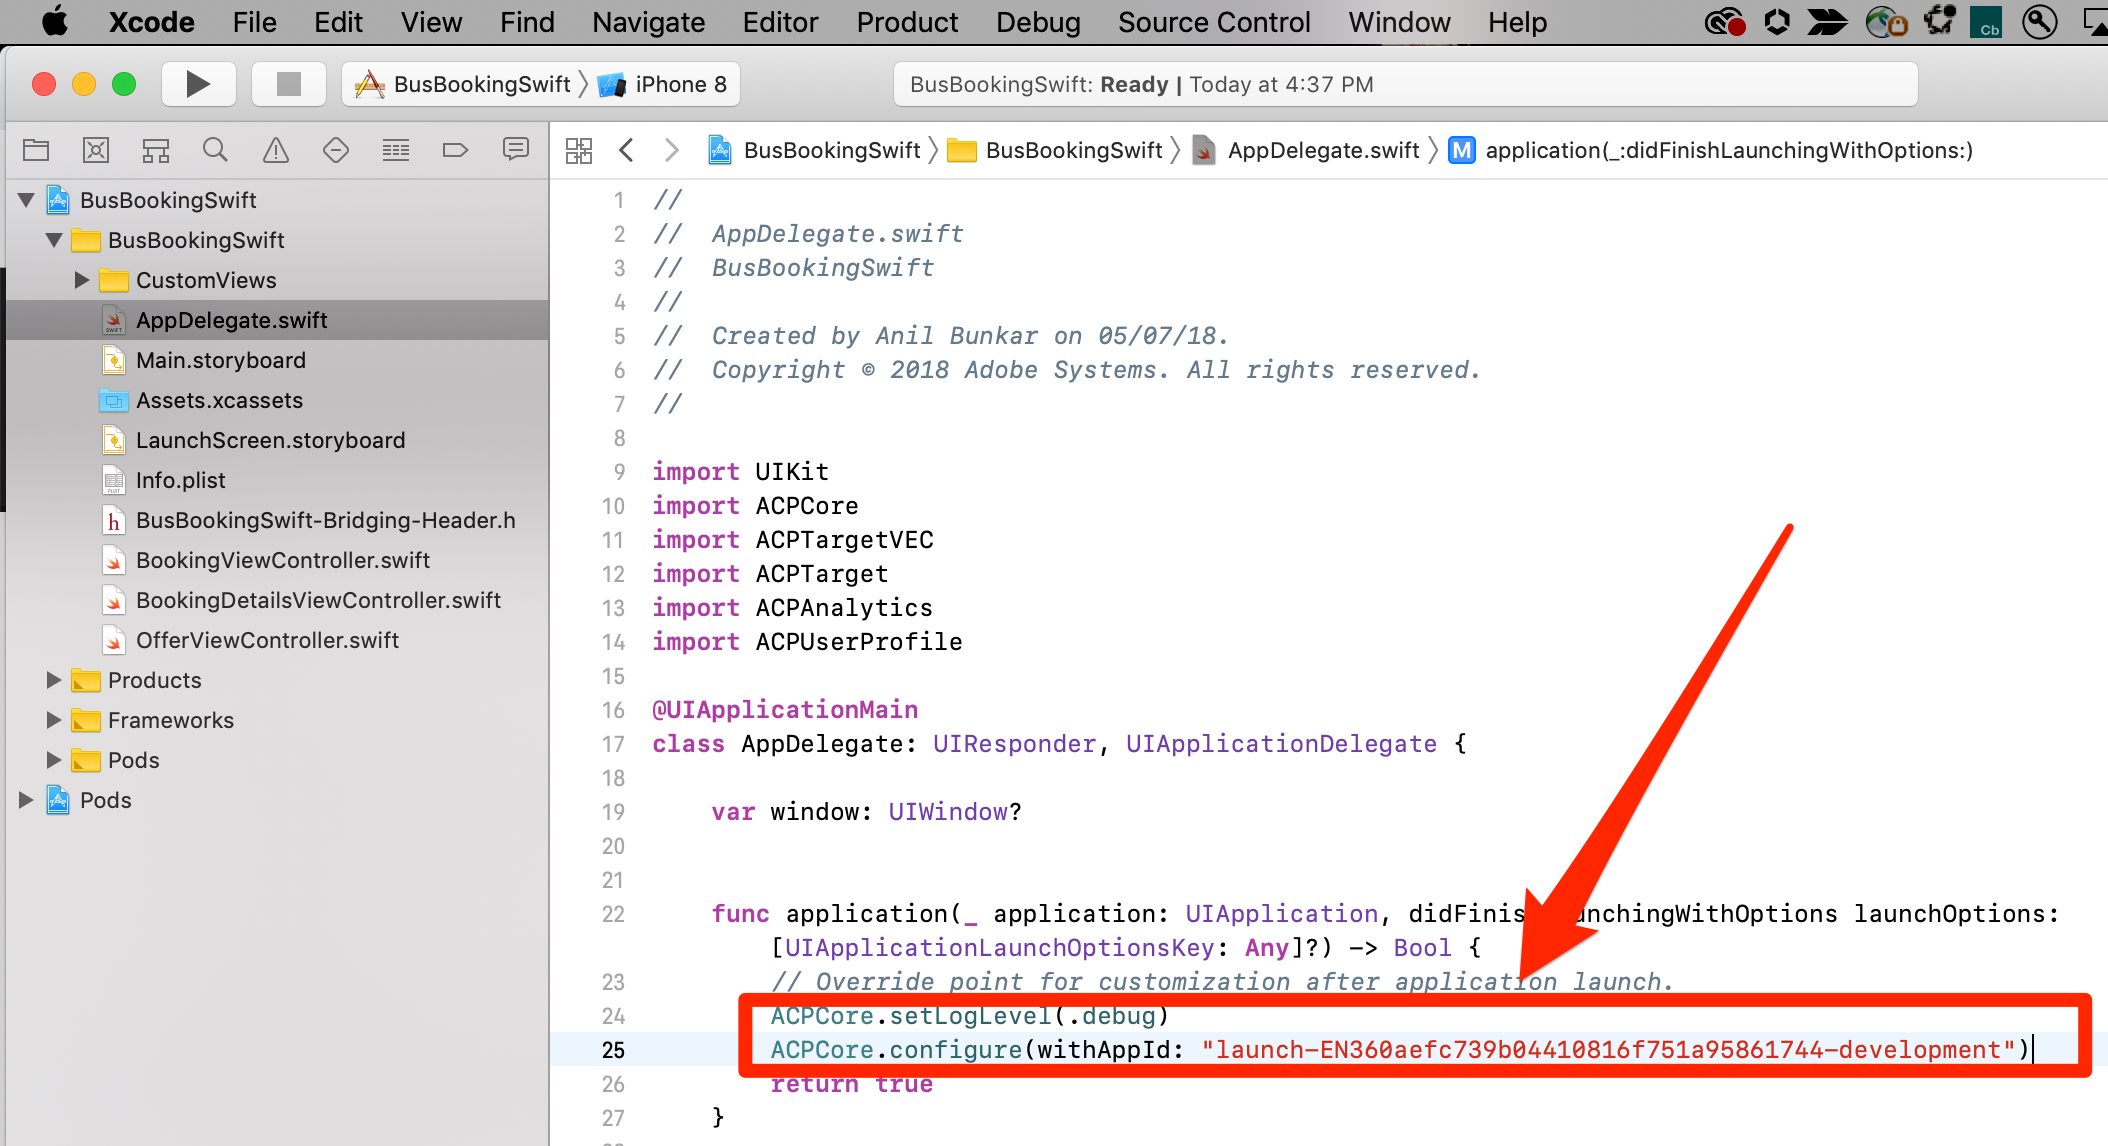 Xcode File Edit View Find Navigate Editor Product Debug Source Control Window Help Cb
BusBookingSwift iPhone 8 BusBookingSwift: Ready | Today at 4:37 PM
BusBookingSwift BusBookingSwift AppDelegate.swift M application(_:didFinishLaunchingWithOptions:)
BusBookingSwift
BusBookingSwift
CustomViews
AppDelegate.swift
Main.storyboard
Assets.xcassets
LaunchScreen.storyboard
Info.plist
h BusBookingSwift-Bridging-Header.h
BookingViewController.swift
BookingDetailsViewController.swift
OfferViewController.swift
Products
Frameworks
Pods
Pods
1 //
2 // AppDelegate.swift
3 // BusBookingSwift
4 //
5 // Created by Anil Bunkar on 05/07/18.
6 // Copyright © 2018 Adobe Systems. All rights reserved.
7 //
8
9 import UIKit
10 import ACPCore
11 import ACPTargetVEC
12 import ACPTarget
13 import ACPAnalytics
14 import ACPUserProfile
15
16 @UIApplicationMain
17 class AppDelegate: UIResponder, UIApplicationDelegate {
18
19 var window: UIWindow?
20
21
22 func application(_ application: UIApplication, launchOptions:
[UIApplicationLaunchOptionsKey: Any]?) -> Bool {
23 // Override point for customization after application launch.
24 ACPCore.setLogLevel(.debug)
25 ACPCore.configure(withAppId: "launch-EN360aefc739b04410816f751a95861744-development")
26 return true
27 }